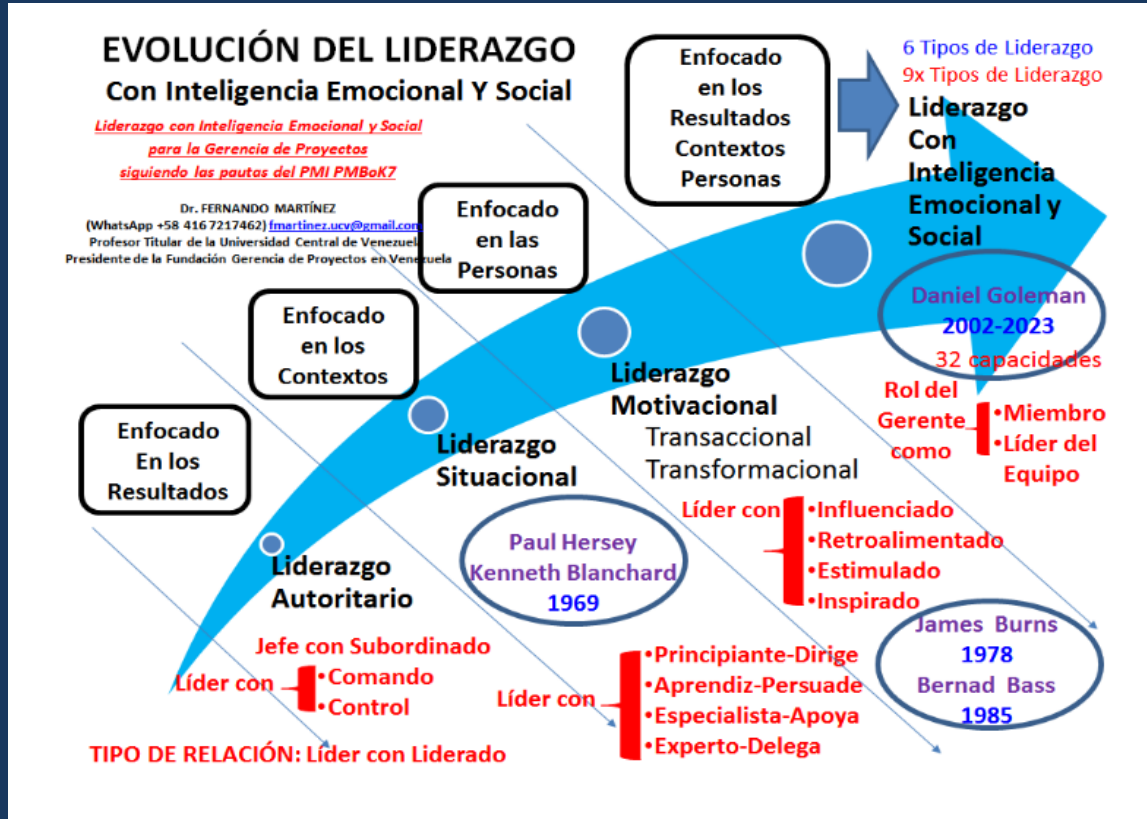 EVOLUCIÓN DEL LIDERAZGO
Con Inteligencia Emocional Y Social
Liderazgo con Inteligencia Emocional y Social
para la Gerencia de Proyectos
siguiendo las pautas del PMI PMBoK7
Dr. FERNANDO MARTÍNEZ
(WhatsApp +58 416 7217462) fmartinez.ucv@gmail.com
Profesor Titular de la Universidad Central de Venezuela
Presidente de la Fundación Gerencia de Proyectos en Venezuela
Enfocado
En los
Resultados
Enfocado
en los
Contextos
Enfocado
en las
Personas
Enfocado
en los
Resultados
Contextos
Personas
6 Tipos de Liderazgo
9x Tipos de Liderazgo
Liderazgo
Con
Inteligencia
Emocional y
Social
Daniel Goleman
2002-2023
32 capacidades
Rol del
Gerente
como
•Miembro
•Líder del
Equipo
Liderazgo
Motivacional
Transaccional
Transformacional
Líder con
•Influenciado
•Retroalimentado
•Estimulado
•Inspirado
James Burns
1978
Bernad Bass
1985
Liderazgo
Situacional
Paul Hersey
Kenneth Blanchard
1969
Líder con
•Principiante-Dirige
•Aprendiz-Persuade
•Especialista-Apoya
•Experto-Delega
Liderazgo
Autoritario
Jefe con Subordinado
Líder con
•Comando
•Control
TIPO DE RELACIÓN: Líder con Liderado